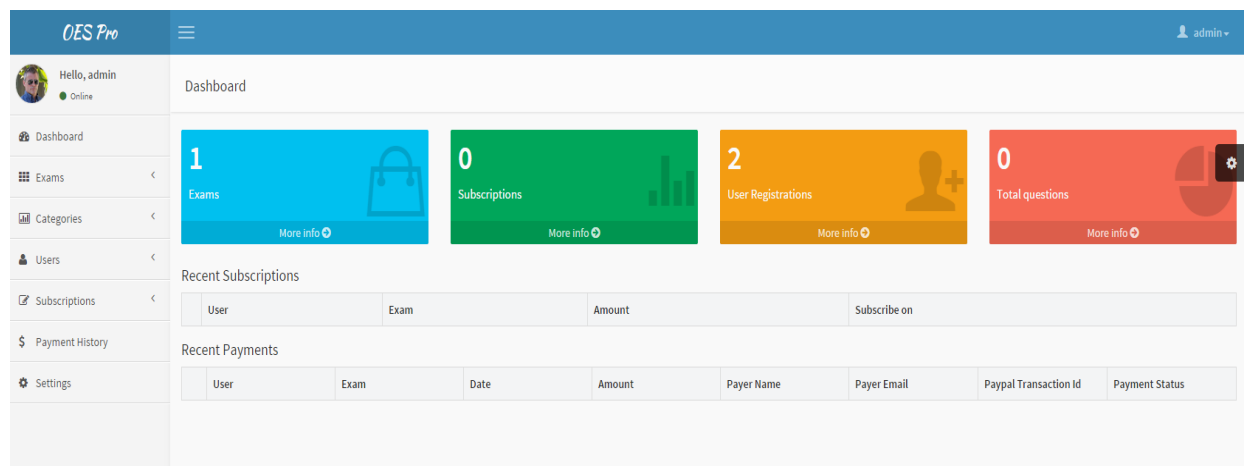 OES Pro
admin
Hello, admin
Online
Dashboard
Exams
Categories
Users
Subscriptions
Payment History
Settings
Dashboard
1
Exams
More info
0
Subscriptions
More info
2
User Registrations
More info
0
Total questions
More info
Recent Subscriptions
User Exam Amount Subscribe on
Recent Payments
User Exam Date Amount Payer Name Payer Email Paypal Transaction Id Payment Status